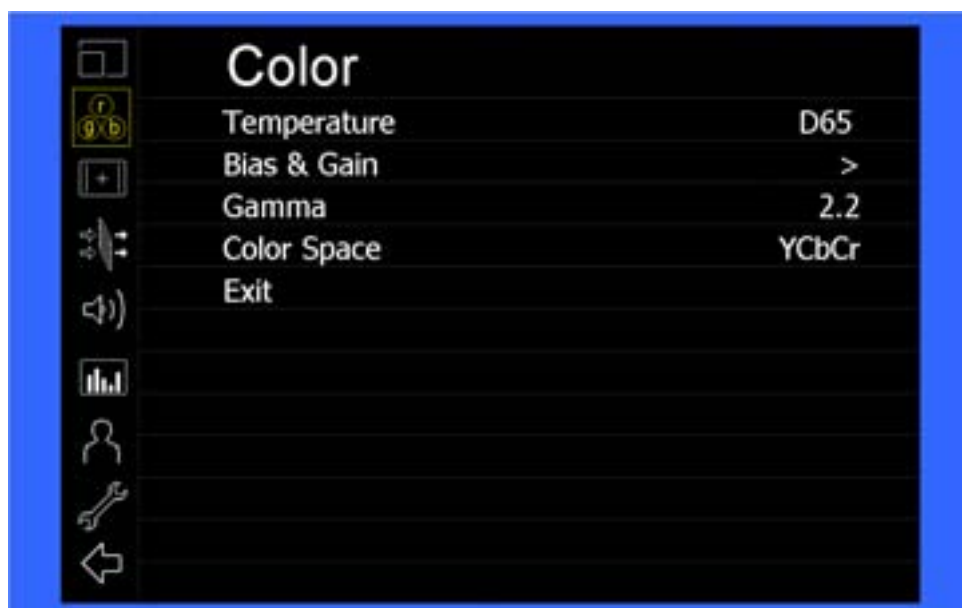 Color
r
g b
Temperature D65
Bias & Gain >
Gamma 2.2
Color Space YCbCr
Exit